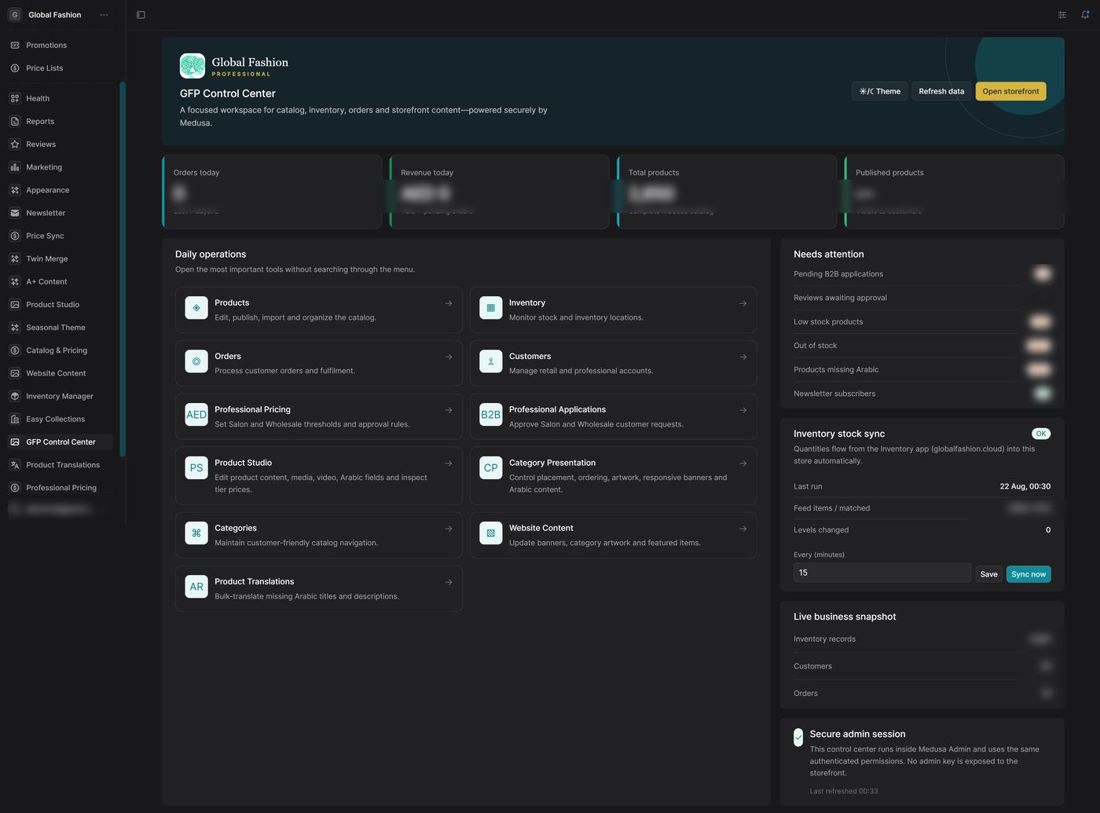 G Global Fashion ...
Promotions
Price Lists
Health
Reports
Reviews
Marketing
Appearance
Newsletter
Price Sync
Twin Merge
A+ Content
Product Studio
Seasonal Theme
Catalog & Pricing
Website Content
Inventory Manager
Easy Collections
GFP Control Center
Product Translations
Professional Pricing
Global Fashion
PROFESSIONAL
GFP Control Center
A focused workspace for catalog, inventory, orders and storefront content—powered securely by
Medusa.
☀/☾ Theme
Refresh data
Open storefront
Orders today
Revenue today
Total products
Published products
Daily operations
Open the most important tools without searching through the menu.
Products →
Edit, publish, import and organize the catalog.
Inventory →
Monitor stock and inventory locations.
Orders →
Process customer orders and fulfilment.
Customers →
Manage retail and professional accounts.
AED
Professional Pricing →
Set Salon and Wholesale thresholds and approval rules.
B2B
Professional Applications →
Approve Salon and Wholesale customer requests.
PS
Product Studio →
Edit product content, media, video, Arabic fields and inspect
tier prices.
CP
Category Presentation →
Control placement, ordering, artwork, responsive banners and
Arabic content.
⌘
Categories →
Maintain customer-friendly catalog navigation.
Website Content →
Update banners, category artwork and featured items.
AR
Product Translations →
Bulk-translate missing Arabic titles and descriptions.
Needs attention
Pending B2B applications
Reviews awaiting approval
Low stock products
Out of stock
Products missing Arabic
Newsletter subscribers
Inventory stock sync OK
Quantities flow from the Inventory app (globalfashion.cloud) into this
store automatically.
Last run 22 Aug, 00:30
Feed items / matched
Levels changed 0
Every (minutes)
15 Save Sync now
Live business snapshot
Inventory records
Customers
Orders
Secure admin session
This control center runs inside Medusa Admin and uses the same
authenticated permissions. No admin key is exposed to the
storefront.
Last refreshed 00:33